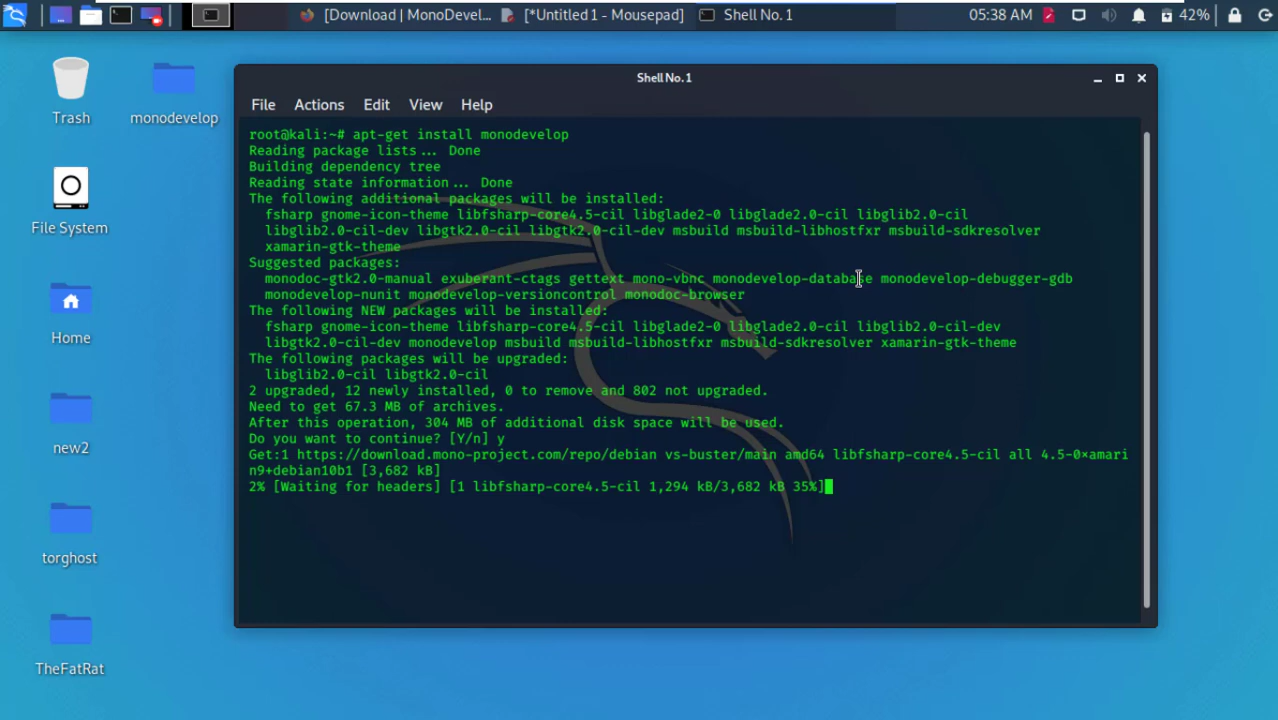 [Download | MonoDevel...
[*Untitled 1 - Mousepad]
Shell No. 1
05:38 AM
42%
Trash
monodevelop
File System
Home
new2
torghost
TheFatRat
Shell No.1
File Actions Edit View Help
root@kali:~# apt-get install monodevelop
Reading package lists... Done
Building dependency tree
Reading state information... Done
The following additional packages will be installed:
fsharp gnome-icon-theme libfsharp-core4.5-cil libglade2-0 libglade2.0-cil libglib2.0-cil
libglib2.0-cil-dev libgtk2.0-cil libgtk2.0-cil-dev msbuild msbuild-libhostfxr msbuild-sdkresolver
xamarin-gtk-theme
Suggested packages:
monodoc-gtk2.0-manual exuberant-ctags gettext mono-vbnc monodevelop-database monodevelop-debugger-gdb
monodevelop-nunit monodevelop-versioncontrol monodoc-browser
The following NEW packages will be installed:
fsharp gnome-icon-theme libfsharp-core4.5-cil libglade2-0 libglade2.0-cil libglib2.0-cil-dev
libgtk2.0-cil-dev monodevelop msbuild msbuild-libhostfxr msbuild-sdkresolver xamarin-gtk-theme
The following packages will be upgraded:
libglib2.0-cil libgtk2.0-cil
2 upgraded, 12 newly installed, 0 to remove and 802 not upgraded.
Need to get 67.3 MB of archives.
After this operation, 304 MB of additional disk space will be used.
Do you want to continue? [Y/n] y
Get:1 https://download.mono-project.com/repo/debian vs-buster/main amd64 libfsharp-core4.5-cil all 4.5-0×amari
n9+debian10b1 [3,682 kB]
2% [Waiting for headers] [1 libfsharp-core4.5-cil 1,294 kB/3,682 kB 35%]